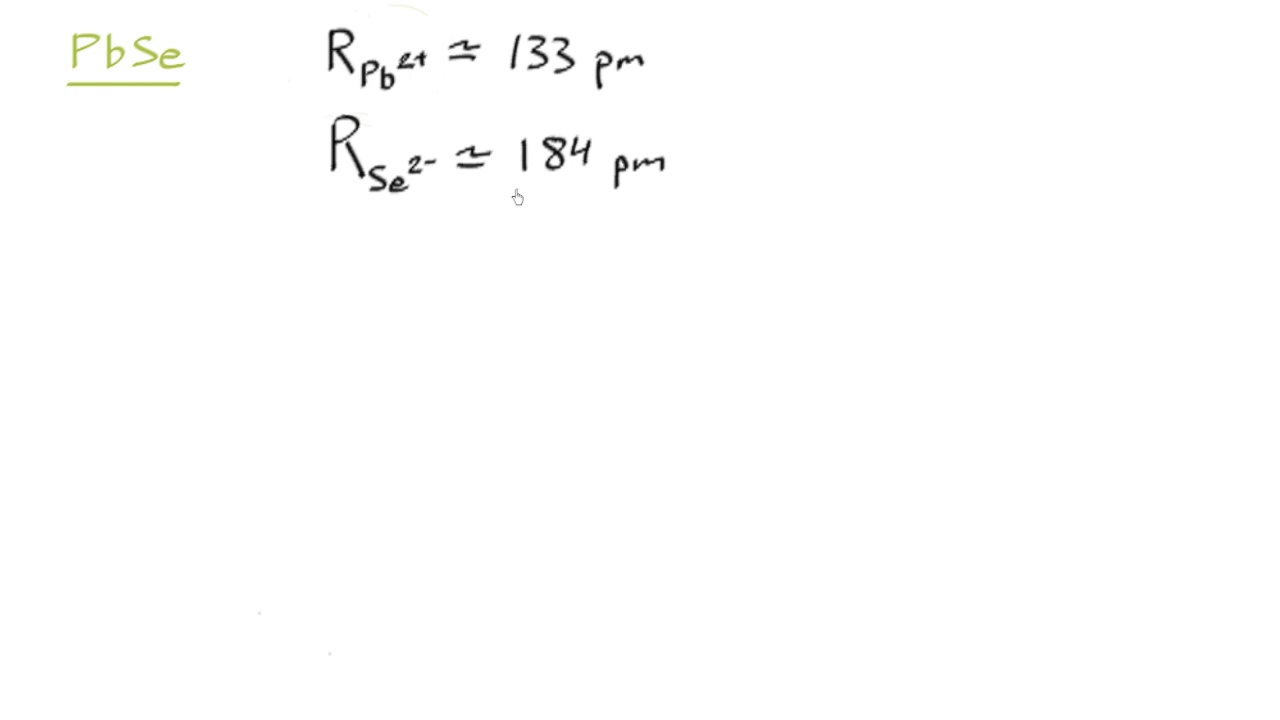 PbSe
R_Pb²⁺ ≃ 133 pm
R_Se²⁻ ≃ 184 pm